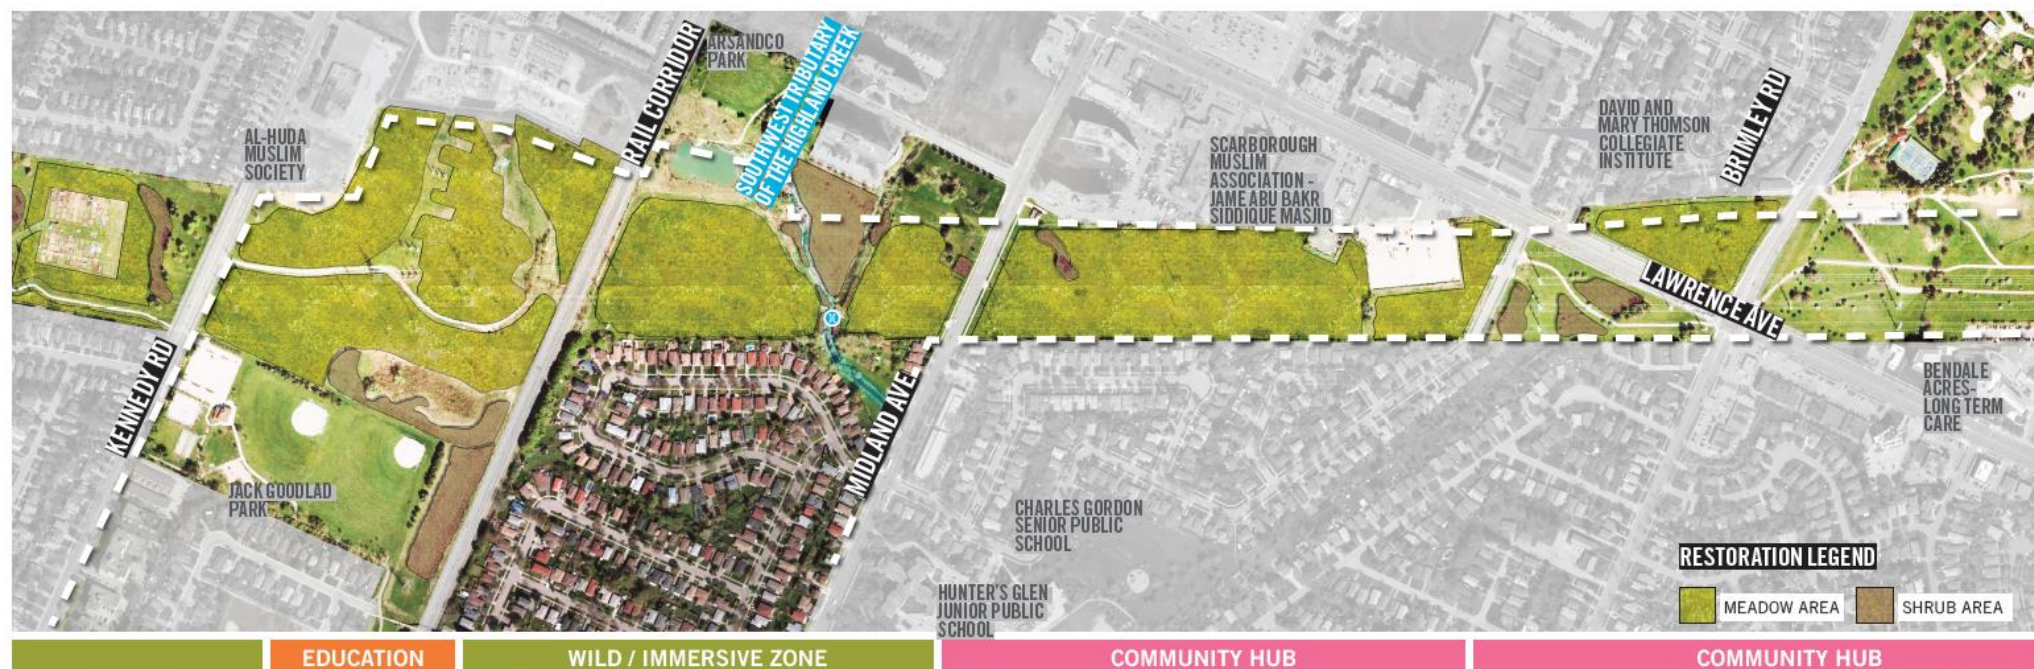 ARSANDCO
PARK
RAIL CORRIDOR
SOUTHWEST TRIBUTARY
OF THE HIGHLAND CREEK
AL-HUDA
MUSLIM
SOCIETY
SCARBOROUGH
MUSLIM
ASSOCIATION -
JAME ABU BAKR
SIDDIQUE MASJID
DAVID AND
MARY THOMSON
COLLEGIATE
INSTITUTE
BRIMLEY RD
LAWRENCE AVE
KENNEDY RD
MIDLAND AVE
BENDALE
ACRES-
LONG TERM
CARE
JACK GOODLAD
PARK
CHARLES GORDON
SENIOR PUBLIC
SCHOOL
HUNTER'S GLEN
JUNIOR PUBLIC
SCHOOL
RESTORATION LEGEND
MEADOW AREA
SHRUB AREA
EDUCATION
WILD / IMMERSIVE ZONE
COMMUNITY HUB
COMMUNITY HUB